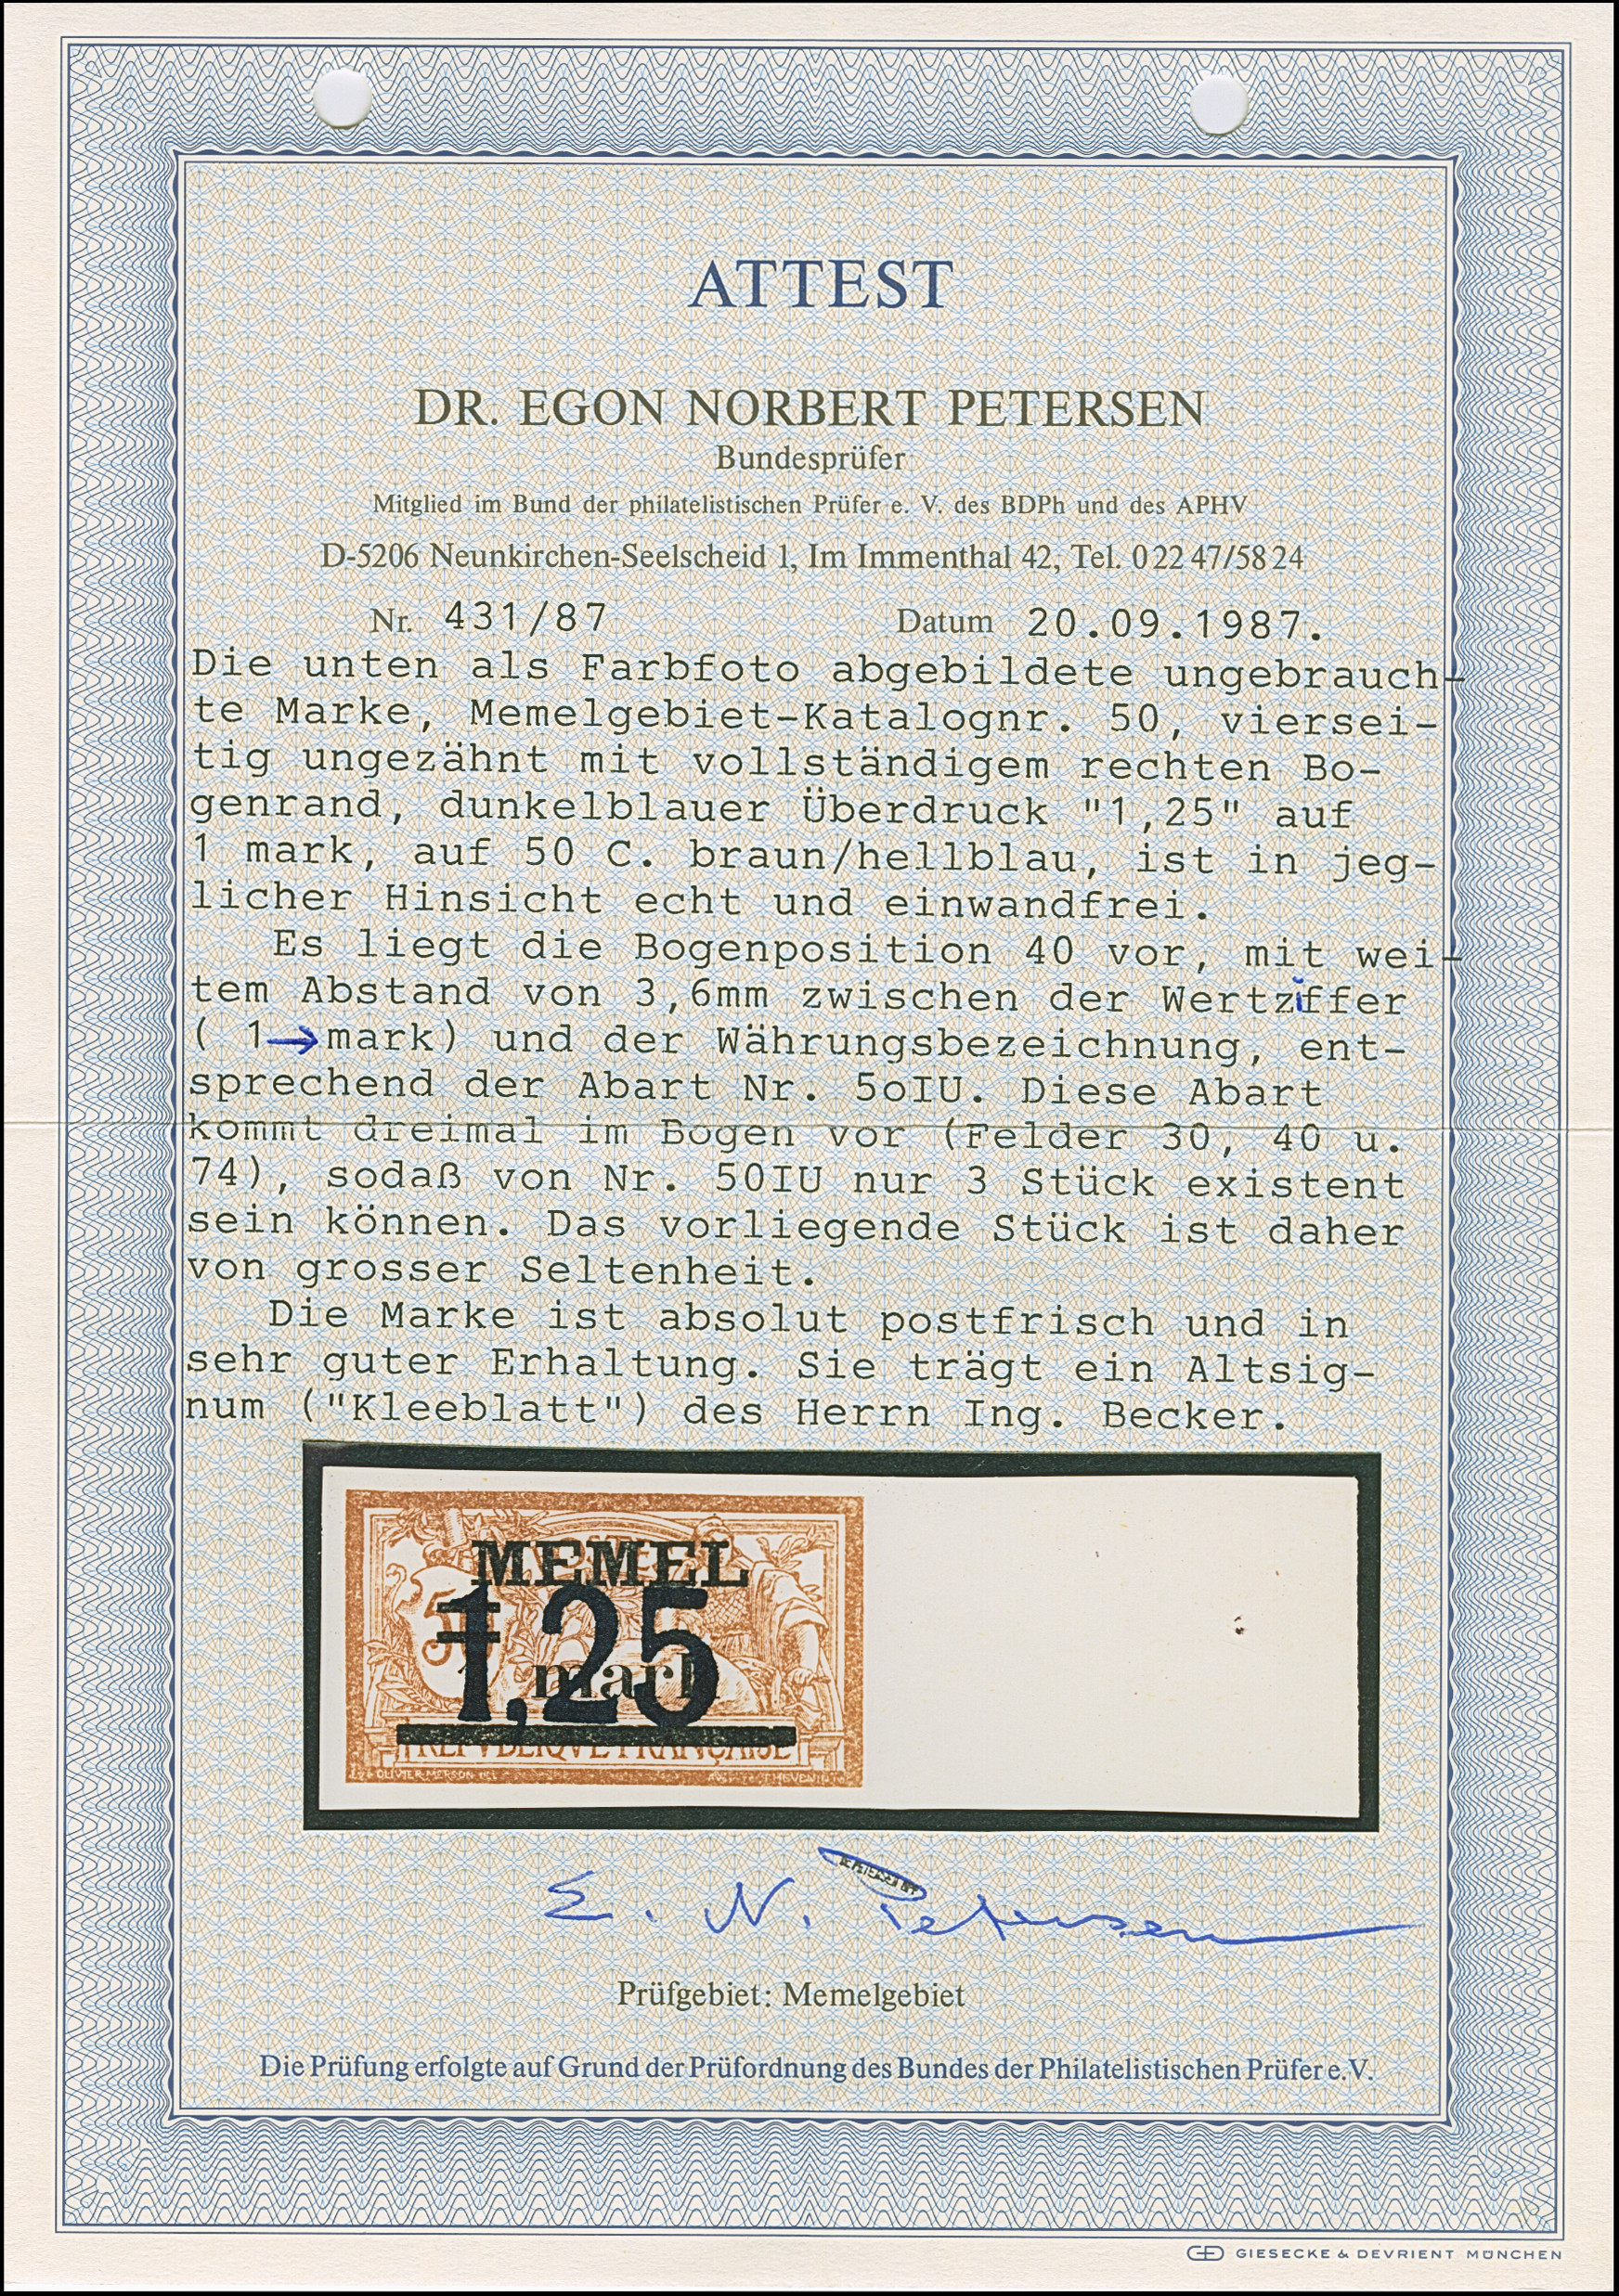 ATTEST
DR. EGON NORBERT PETERSEN
Bundesprüfer
Mitglied im Bund der philatelistischen Prüfer e. V. des BDPh und des APHV
D-5206 Neunkirchen-Seelscheid 1, Im Immenthal 42, Tel. 0 22 47/58 24
Nr. 431/87 Datum 20.09.1987.
Die unten als Farbfoto abgebildete ungebrauch-
te Marke, Memelgebiet-Katalognr. 50, viersei-
tig ungezähnt mit vollständigem rechten Bo-
genrand, dunkelblauer Überdruck "1,25" auf
1 mark, auf 50 C. braun/hellblau, ist in jeg-
licher Hinsicht echt und einwandfrei.
Es liegt die Bogenposition 40 vor, mit wei-
tem Abstand von 3,6mm zwischen der Wertziffer
( 1→mark) und der Währungsbezeichnung, ent-
sprechend der Abart Nr. 5oIU. Diese Abart
kommt dreimal im Bogen vor (Felder 30, 40 u.
74), sodaß von Nr. 50IU nur 3 Stück existent
sein können. Das vorliegende Stück ist daher
von grosser Seltenheit.
Die Marke ist absolut postfrisch und in
sehr guter Erhaltung. Sie trägt ein Altsig-
num ("Kleeblatt") des Herrn Ing. Becker.
MEMEL
1,25
mark
REPVBLIQVE FRANÇAISE
OLIVIER-MERSON
THEVENIN
E. N. Petersen
Prüfgebiet: Memelgebiet
Die Prüfung erfolgte auf Grund der Prüfordnung des Bundes der Philatelistischen Prüfer e.V.
GD GIESECKE & DEVRIENT MÜNCHEN